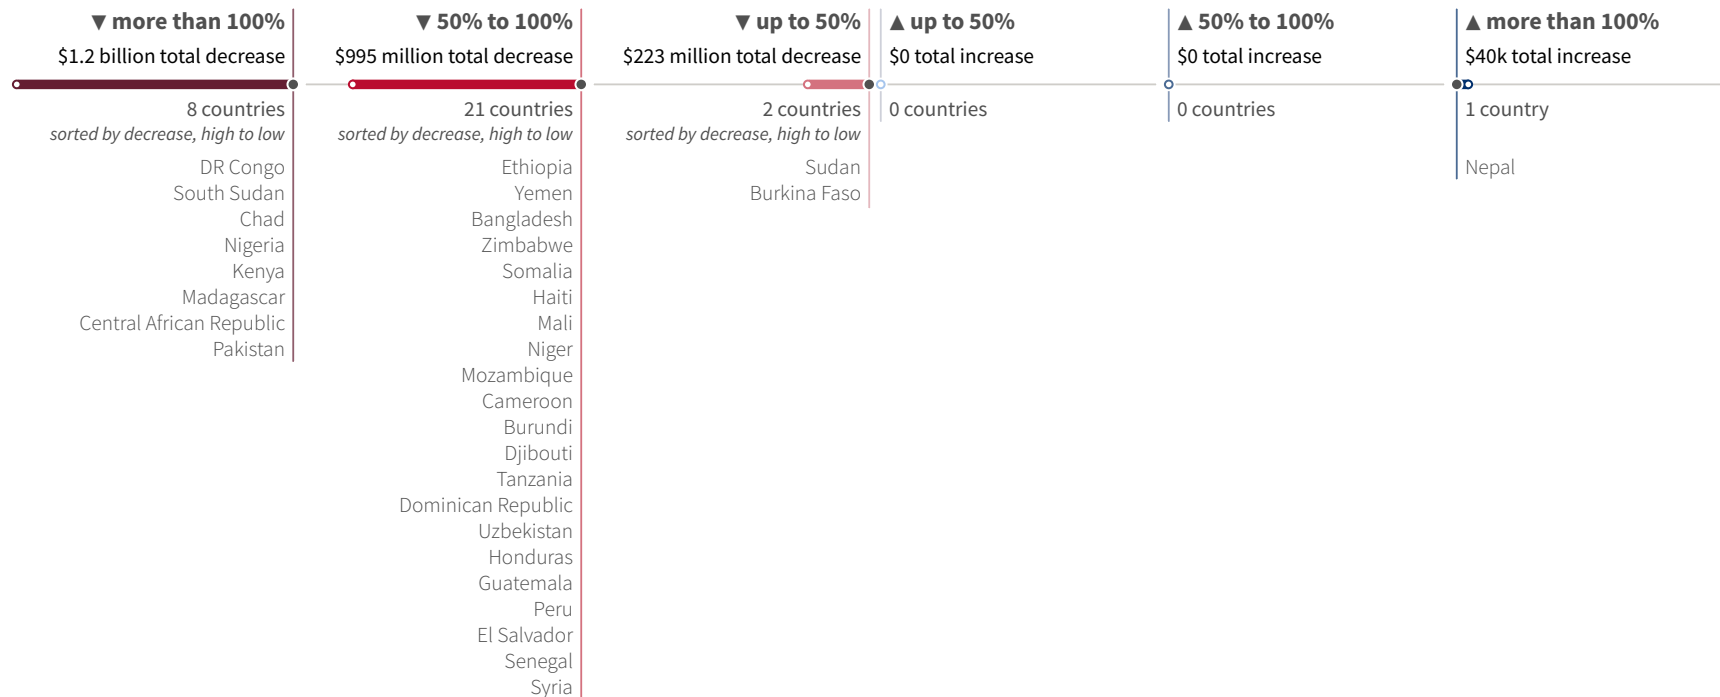 ▼ more than 100%
$1.2 billion total decrease
8 countries
sorted by decrease, high to low
DR Congo
South Sudan
Chad
Nigeria
Kenya
Madagascar
Central African Republic
Pakistan
▼ 50% to 100%
$995 million total decrease
21 countries
sorted by decrease, high to low
Ethiopia
Yemen
Bangladesh
Zimbabwe
Somalia
Haiti
Mali
Niger
Mozambique
Cameroon
Burundi
Djibouti
Tanzania
Dominican Republic
Uzbekistan
Honduras
Guatemala
Peru
El Salvador
Senegal
Syria
▼ up to 50%
$223 million total decrease
2 countries
sorted by decrease, high to low
Sudan
Burkina Faso
▲ up to 50%
$0 total increase
0 countries
▲ 50% to 100%
$0 total increase
0 countries
▲ more than 100%
$40k total increase
1 country
Nepal